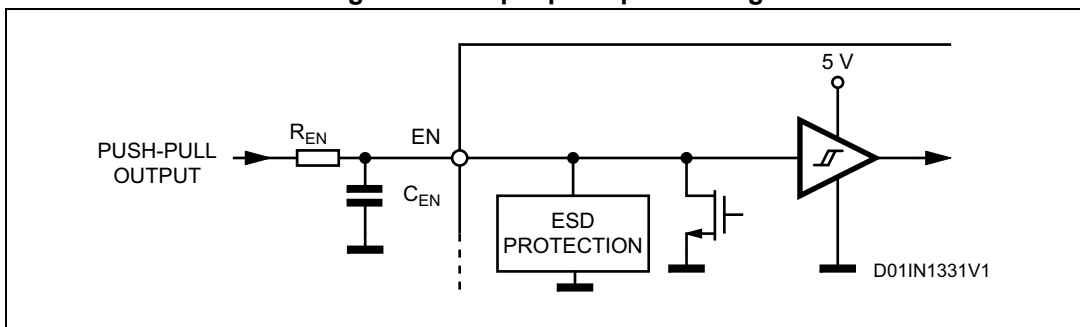 5 V
R_EN
EN
PUSH-PULL
OUTPUT
C_EN
ESD
PROTECTION
D01IN1331V1